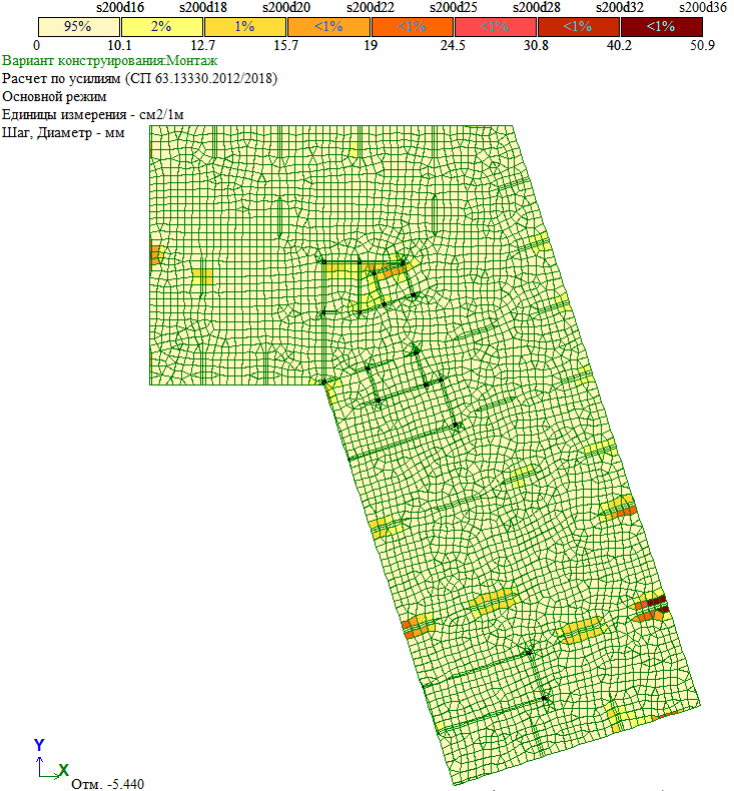 s200d16 s200d18 s200d20 s200d22 s200d25 s200d28 s200d32 s200d36
95% 2% 1% <1% <1% <1% <1% <1%
0 10.1 12.7 15.7 19 24.5 30.8 40.2 50.9
Вариант конструирования:Монтаж
Расчет по усилиям (СП 63.13330.2012/2018)
Основной режим
Единицы измерения - см2/1м
Шаг, Диаметр - мм
Y
X
Отм. -5.440